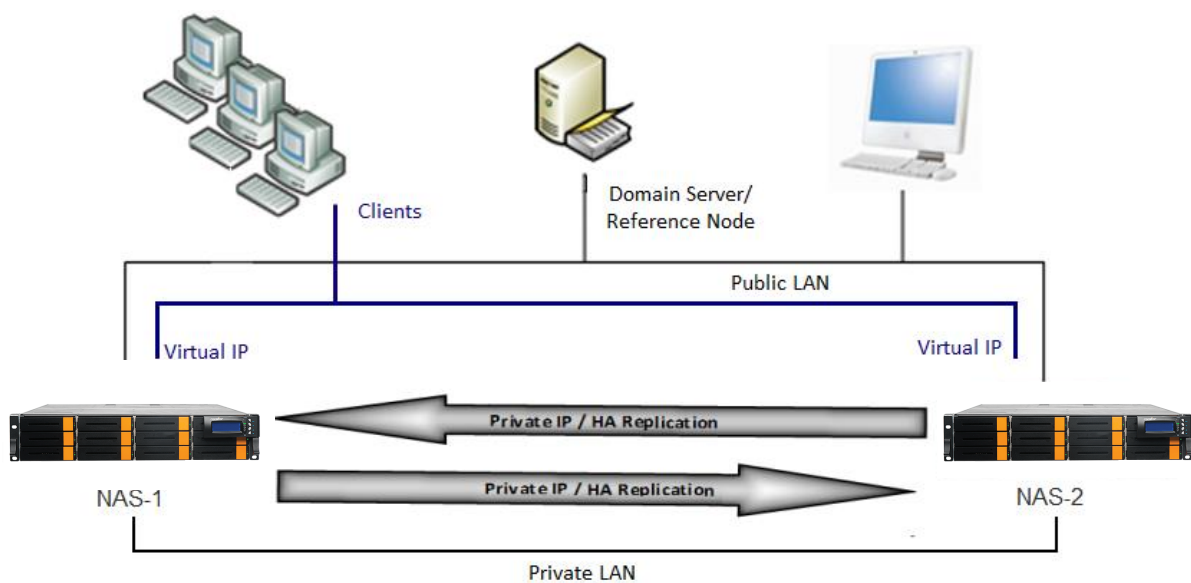 Clients
Domain Server/
Reference Node
Public LAN
Virtual IP
Virtual IP
Private IP / HA Replication
Private IP / HA Replication
NAS-1
NAS-2
Private LAN